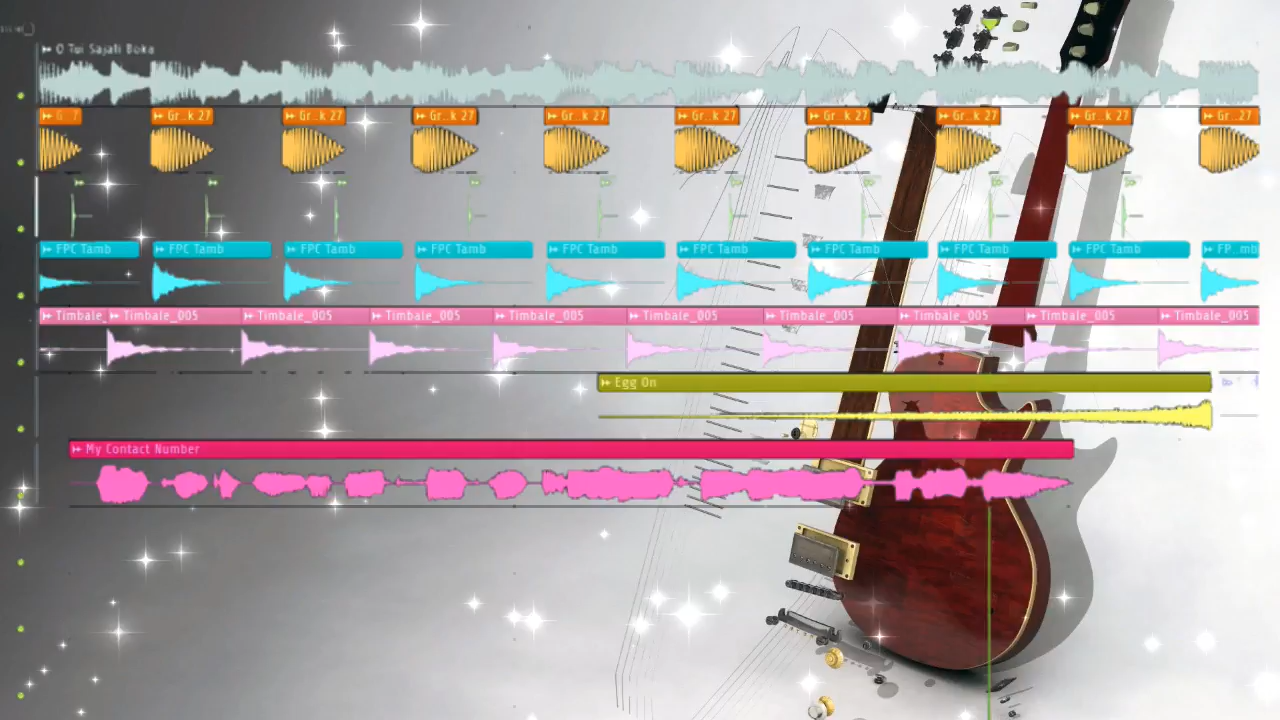 O Tui Sajali Boka
Gr..k 27 Gr..k 27 Gr..k 27 Gr..k 27 Gr..k 27 Gr..k 27 Gr..k 27 Gr..k 27 Gr...27
FPC Tamb FPC Tamb FPC Tamb FPC Tamb FPC Tamb FPC Tamb FPC Tamb FPC Tamb FPC Tamb FP...mb
Timbale_ Timbale_005 Timbale_005 Timbale_005 Timbale_005 Timbale_005 Timbale_005 Timbale_005 Timbale_005 Timbale_005
Egg On
My Contact Number